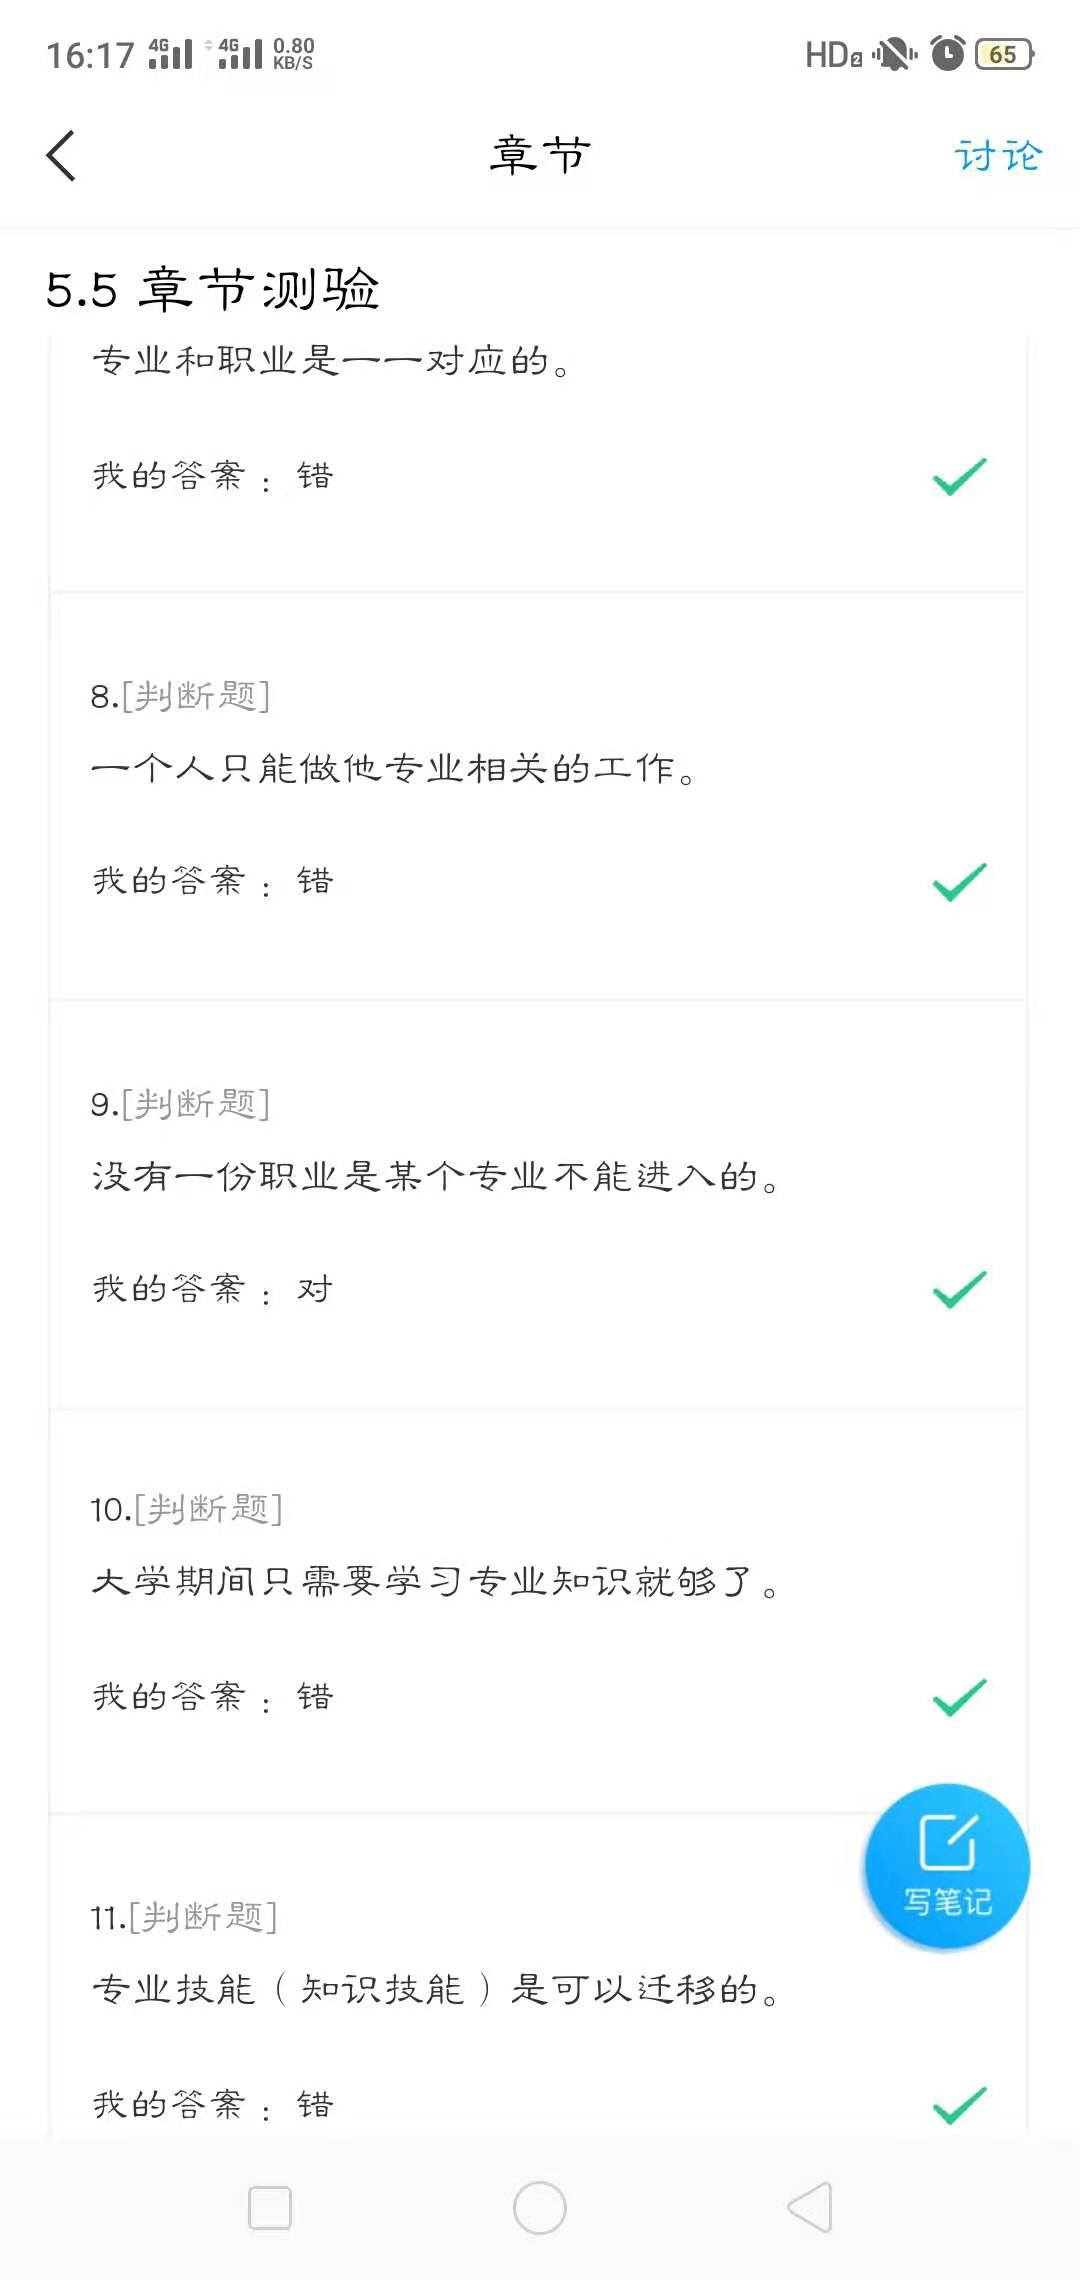 16:17 4G 4G 0.80 KB/S HD2 65
章节 讨论
5.5 章节测验
专业和职业是一一对应的。
我的答案：错
8.[判断题]
一个人只能做他专业相关的工作。
我的答案：错
9.[判断题]
没有一份职业是某个专业不能进入的。
我的答案：对
10.[判断题]
大学期间只需要学习专业知识就够了。
我的答案：错
写笔记
11.[判断题]
专业技能（知识技能）是可以迁移的。
我的答案：错